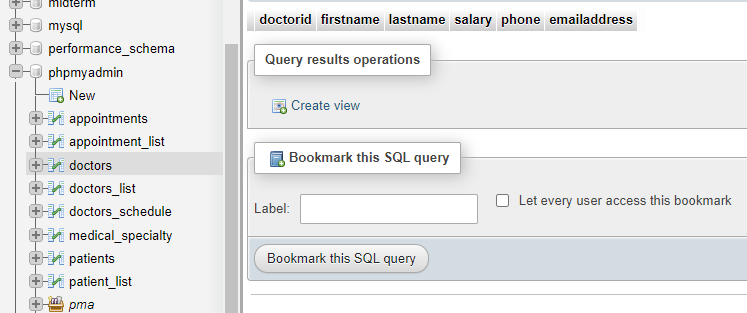 midterm
mysql
performance_schema
phpmyadmin
New
appointments
appointment_list
doctors
doctors_list
doctors_schedule
medical_specialty
patients
patient_list
pma
doctorid firstname lastname salary phone emailaddress
Query results operations
Create view
Bookmark this SQL query
Label:
Let every user access this bookmark
Bookmark this SQL query